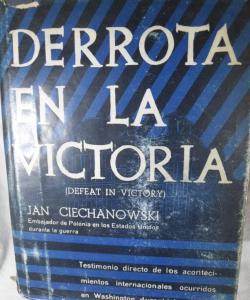 DERROTA
EN LA
VICTORIA
(DEFEAT IN VICTORY)
JAN CIECHANOWSKI
Embajador de Polonia en los Estados Unidos
durante la guerra
Testimonio directo de los aconteci-
mientos internacionales ocurridos
en Washington